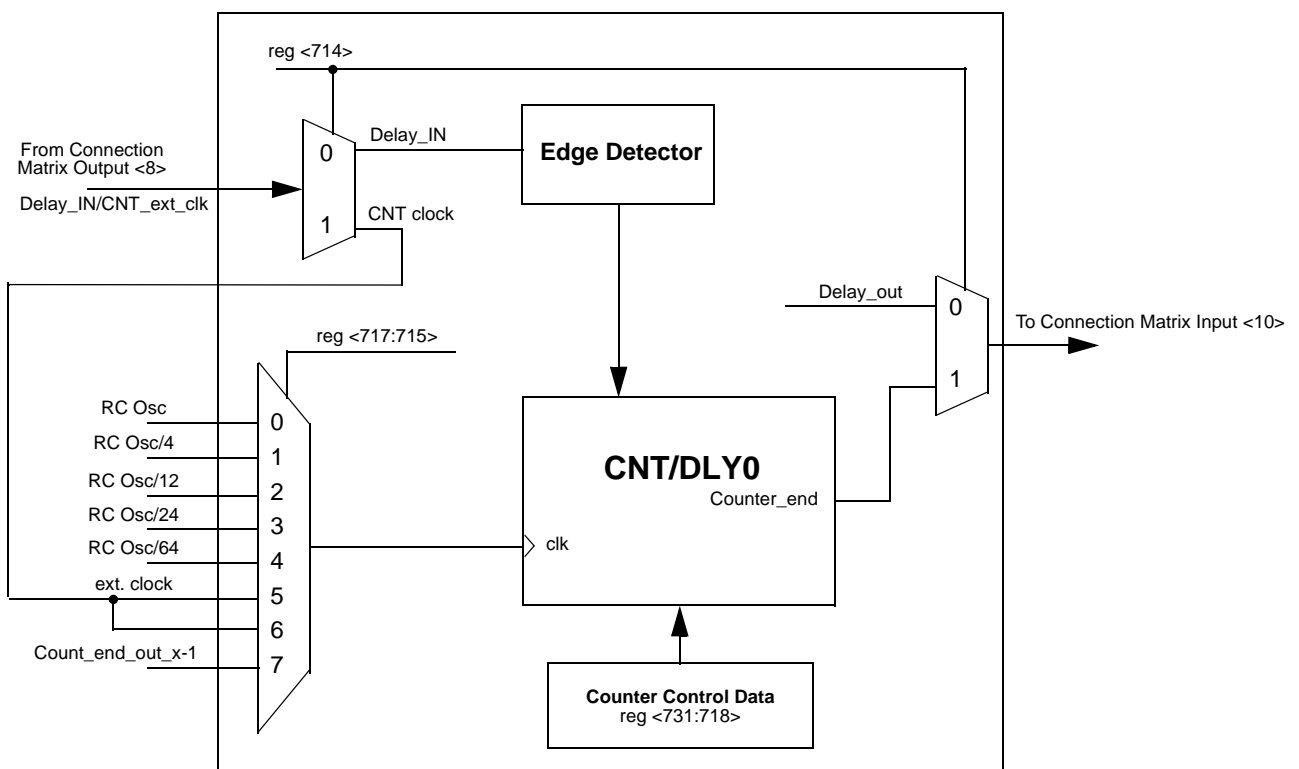 reg <714>
From Connection
Matrix Output <8>
Delay_IN/CNT_ext_clk
0
1
Delay_IN
CNT clock
Edge Detector
Delay_out
0
1
To Connection Matrix Input <10>
reg <717:715>
RC Osc
RC Osc/4
RC Osc/12
RC Osc/24
RC Osc/64
ext. clock
Count_end_out_x-1
0
1
2
3
4
5
6
7
CNT/DLY0
Counter_end
clk
Counter Control Data
reg <731:718>